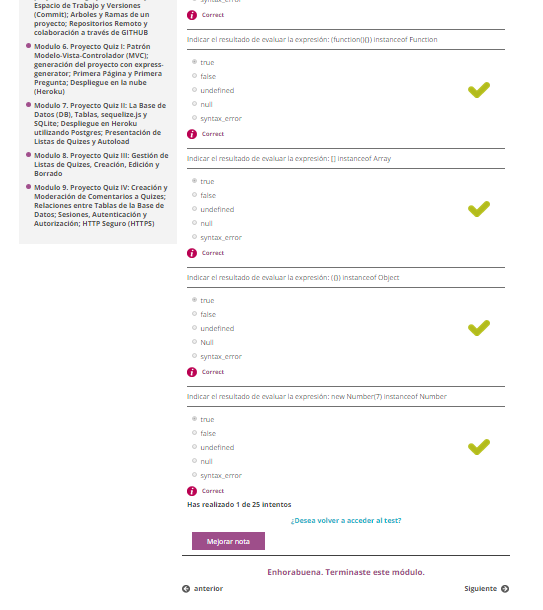 Espacio de Trabajo y Versiones
(Commit); Arboles y Ramas de un
proyecto; Repositorios Remoto y
colaboración a través de GITHUB
Modulo 6. Proyecto Quiz I: Patrón
Modelo-Vista-Controlador (MVC);
generación del proyecto con express-
generator; Primera Página y Primera
Pregunta; Despliegue en la nube
(Heroku)
Modulo 7. Proyecto Quiz II: La Base de
Datos (DB), Tablas, sequelize.js y
SQLite; Despliegue en Heroku
utilizando Postgres; Presentación de
Listas de Quizes y Autoload
Modulo 8. Proyecto Quiz III: Gestión de
Listas de Quizes, Creación, Edición y
Borrado
Modulo 9. Proyecto Quiz IV: Creación y
Moderación de Comentarios a Quizes;
Relaciones entre Tablas de la Base de
Datos; Sesiones, Autenticación y
Autorización; HTTP Seguro (HTTPS)
syntax_error
Correct
Indicar el resultado de evaluar la expresión: (function(){}) instanceof Function
true
false
undefined
null
syntax_error
Correct
Indicar el resultado de evaluar la expresión: [] instanceof Array
true
false
undefined
null
syntax_error
Correct
Indicar el resultado de evaluar la expresión: ({}) instanceof Object
true
false
undefined
Null
syntax_error
Correct
Indicar el resultado de evaluar la expresión: new Number(7) instanceof Number
true
false
undefined
null
syntax_error
Correct
Has realizado 1 de 25 intentos
¿Desea volver a acceder al test?
Mejorar nota
Enhorabuena. Terminaste este módulo.
anterior
Siguiente